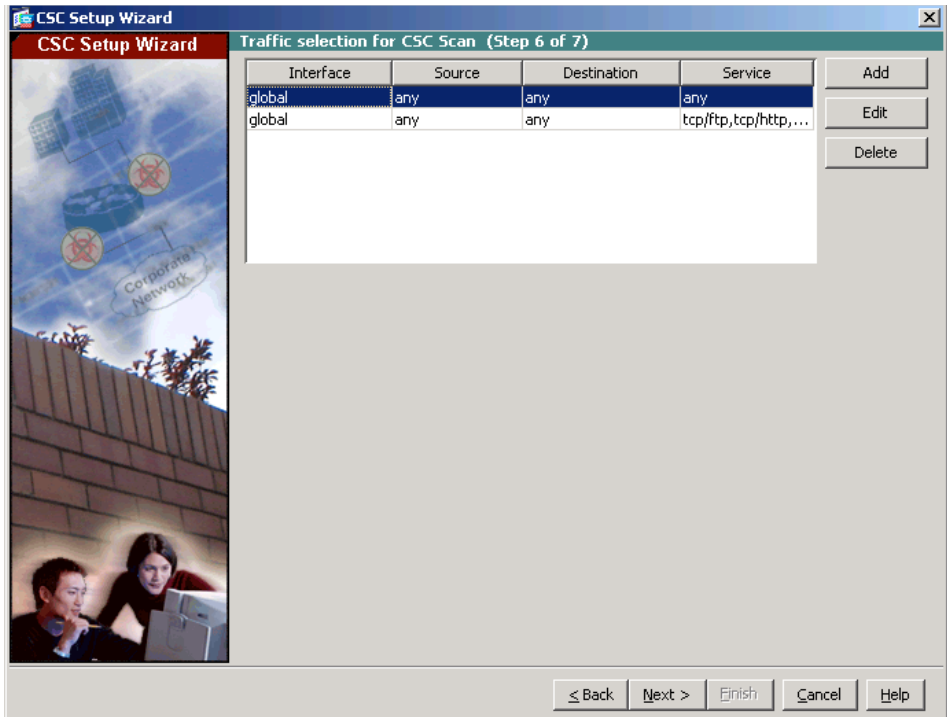 CSC Setup Wizard
CSC Setup Wizard
Traffic selection for CSC Scan (Step 6 of 7)
Interface Source Destination Service
global any any any
global any any tcp/ftp,tcp/http,...
Add
Edit
Delete
Corporate
Network
< Back Next > Finish Cancel Help